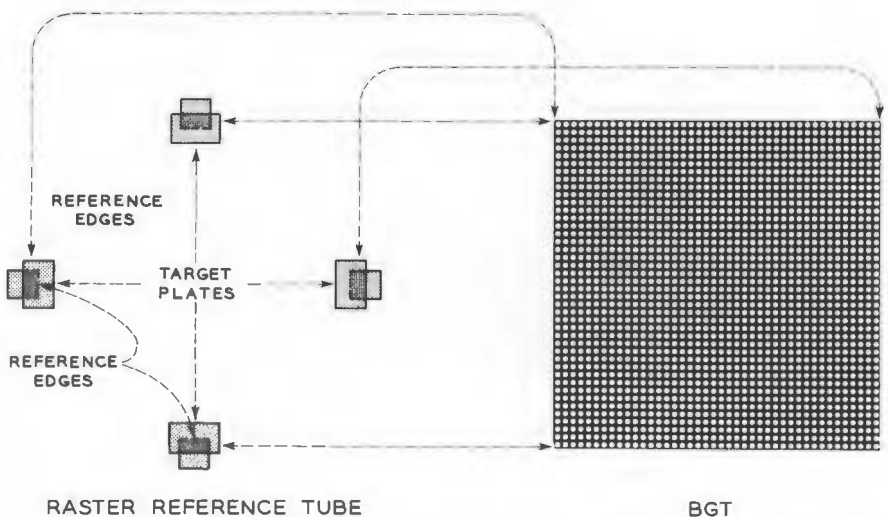 REFERENCE
EDGES
TARGET
PLATES
REFERENCE
EDGES
RASTER REFERENCE TUBE
BGT